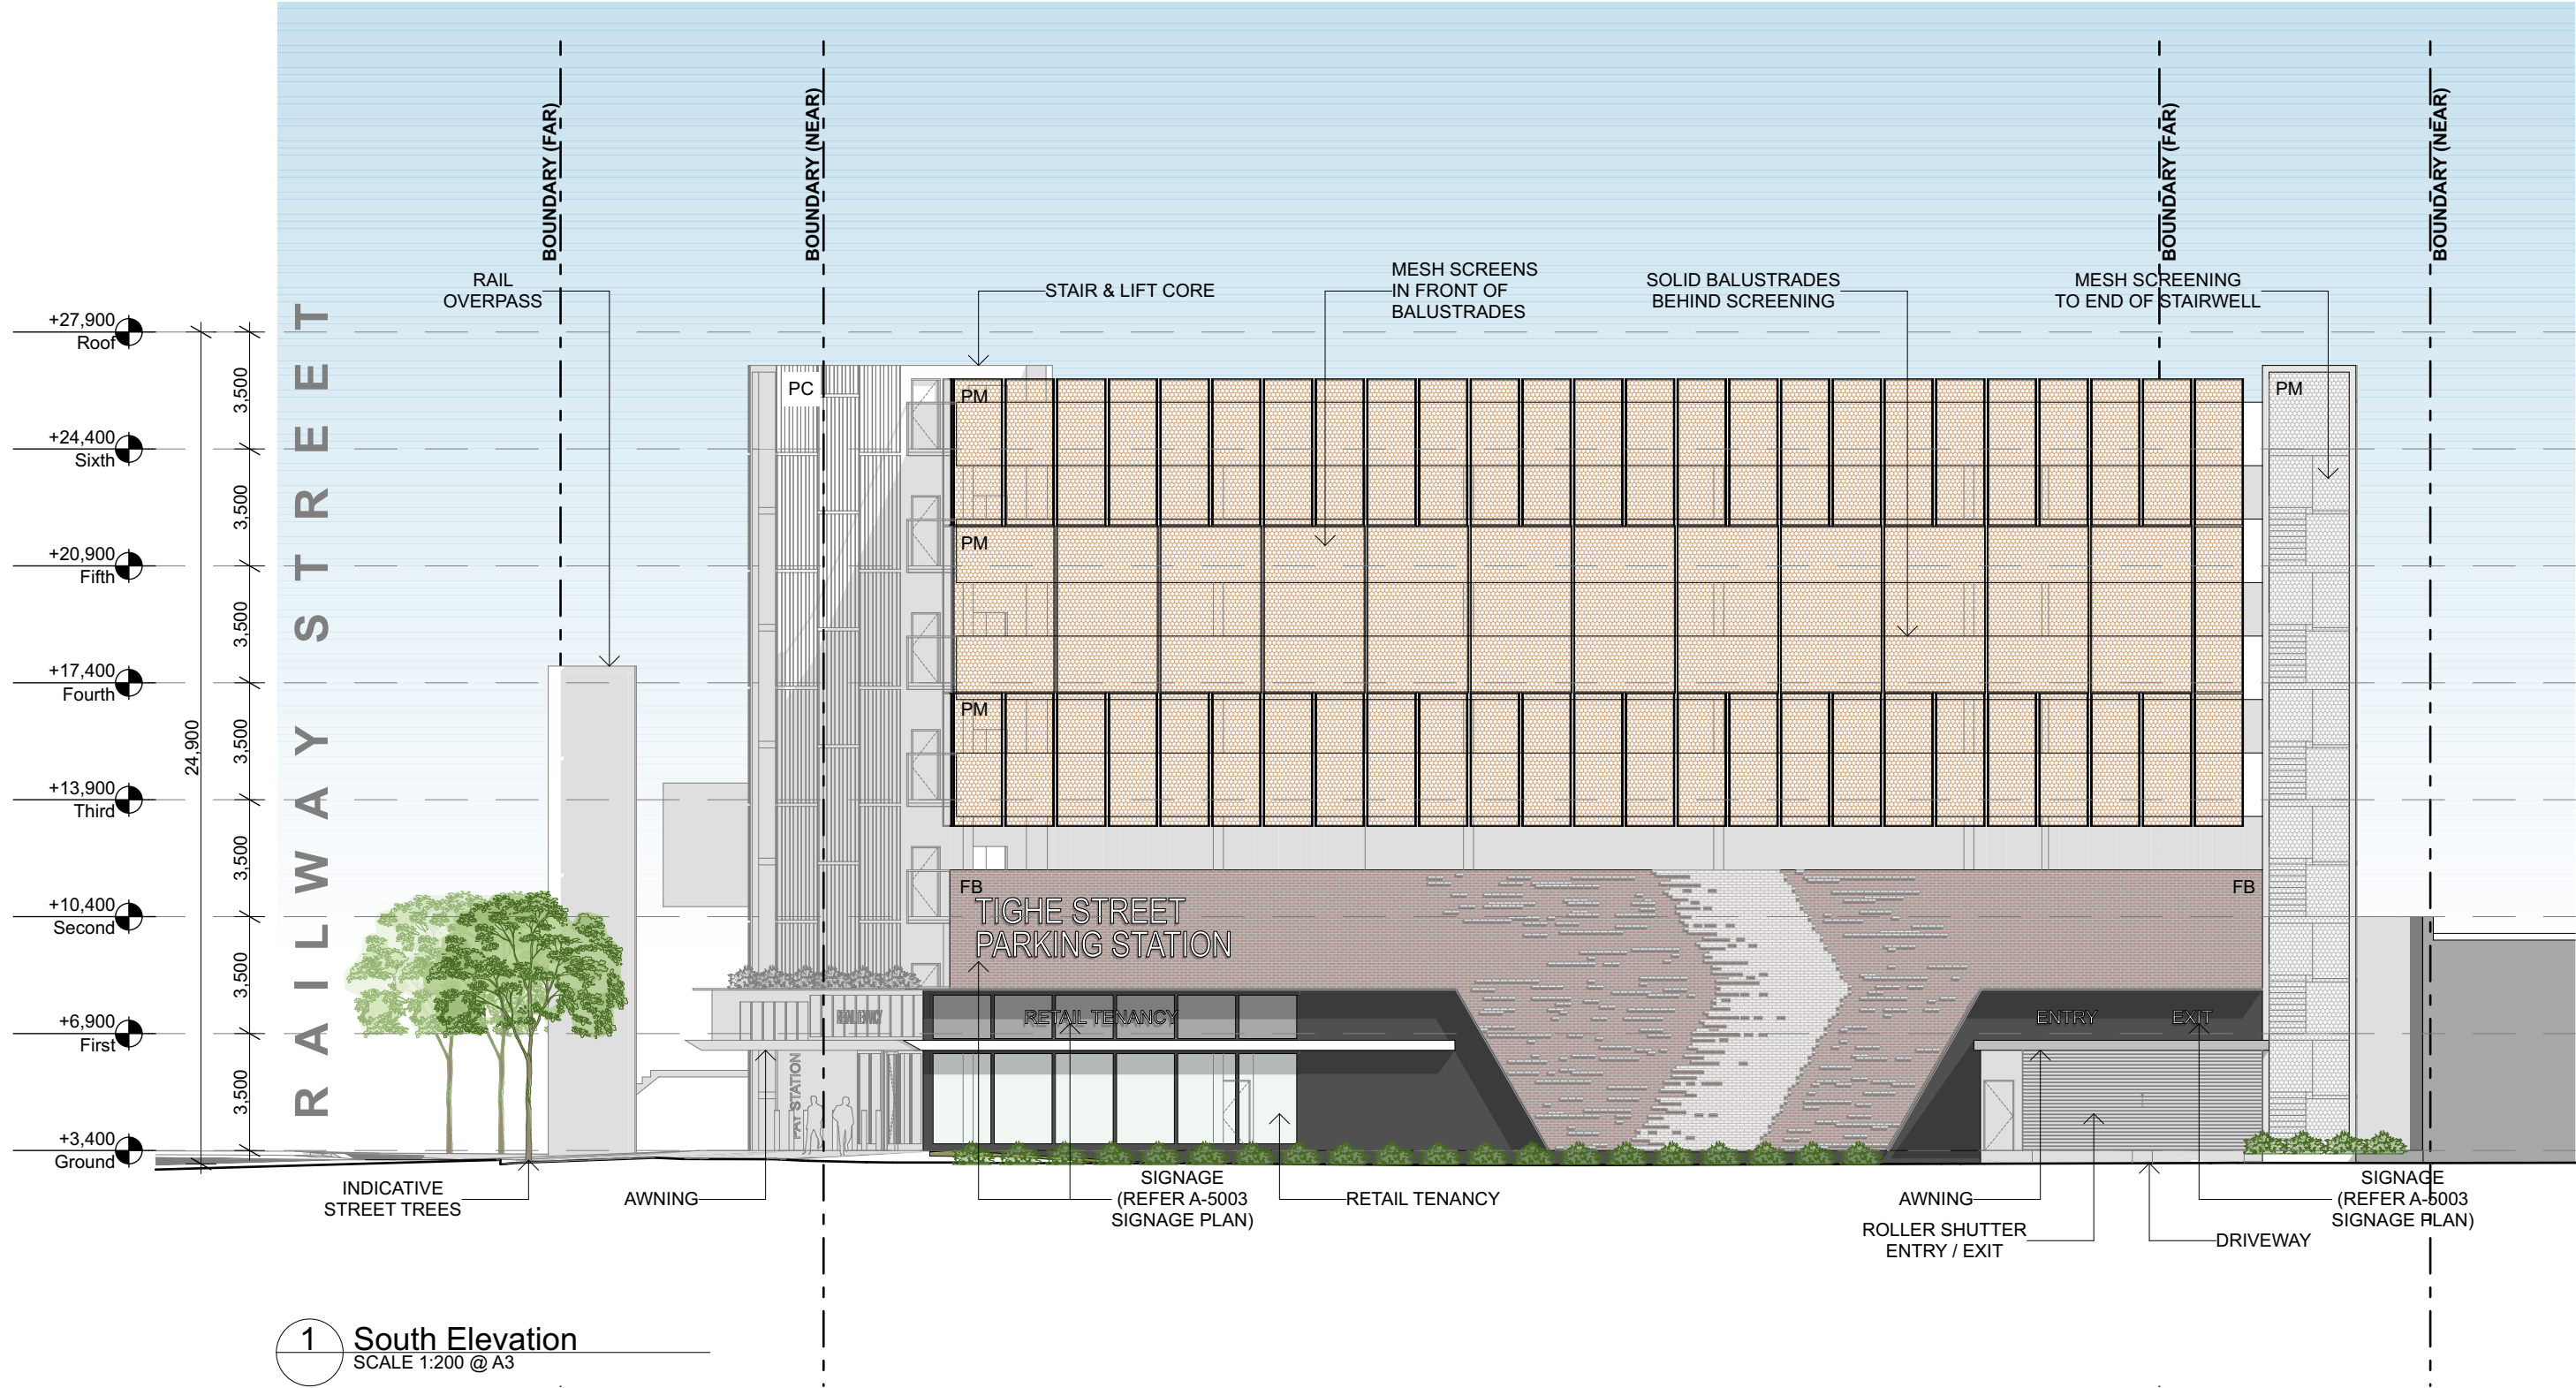 BOUNDARY (FAR)
BOUNDARY (NEAR)
BOUNDARY (FAR)
BOUNDARY (NEAR)
RAIL
OVERPASS
STAIR & LIFT CORE
MESH SCREENS
IN FRONT OF
BALUSTRADES
SOLID BALUSTRADES
BEHIND SCREENING
MESH SCREENING
TO END OF STAIRWELL
+27,900
Roof
3,500
+24,400
Sixth
3,500
+20,900
Fifth
3,500
+17,400
Fourth
3,500
+13,900
Third
3,500
+10,400
Second
3,500
+6,900
First
3,500
+3,400
Ground
24,900
RAILWAY STREET
PC
PM
PM
PM
PM
FB
FB
TIGHE STREET
PARKING STATION
RETAIL TENANCY
RETAIL TENANCY
ENTRY
EXIT
PAY STATION
INDICATIVE
STREET TREES
AWNING
SIGNAGE
(REFER A-5003
SIGNAGE PLAN)
RETAIL TENANCY
AWNING
ROLLER SHUTTER
ENTRY / EXIT
DRIVEWAY
SIGNAGE
(REFER A-5003
SIGNAGE PLAN)
1
South Elevation
SCALE 1:200 @ A3